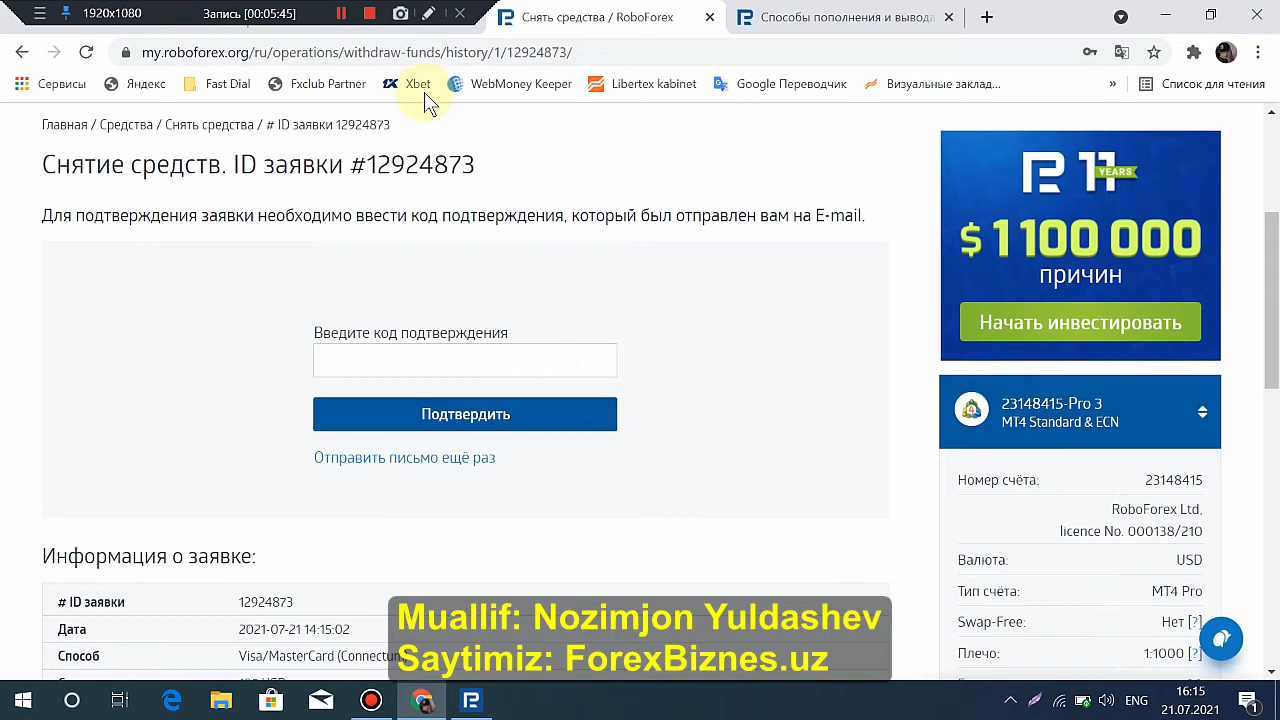 1920x1080
Запись [00:05:45]
Снять средства / RoboForex
Способы пополнения и вывода
my.roboforex.org/ru/operations/withdraw-funds/history/1/12924873/
Сервисы
Яндекс
Fast Dial
Fxclub Partner
1X
Xbet
WebMoney Keeper
Libertex kabinet
Google Переводчик
Визуальные заклад...
»
Список для чтения
Главная / Средства / Снять средства / # ID заявки 12924873
Снятие средств. ID заявки #12924873
Для подтверждения заявки необходимо ввести код подтверждения, который был отправлен вам на E-mail.
Введите код подтверждения
Подтвердить
Отправить письмо ещё раз
Информация о заявке:
# ID заявки 12924873
Дата 2021-07-21 14:15:02
Способ Visa/MasterCard (Connectum
11 YEARS
$ 1 100 000
причин
Начать инвестировать
23148415-Pro 3
MT4 Standard & ECN
Номер счёта: 23148415
RoboForex Ltd,
licence No. 000138/210
Валюта: USD
Тип счёта: MT4 Pro
Swap-Free: Нет [?]
Плечо: 1:1000 [?]
Muallif: Nozimjon Yuldashev
Saytimiz: ForexBiznes.uz
ENG
16:15
21.07.2021
1